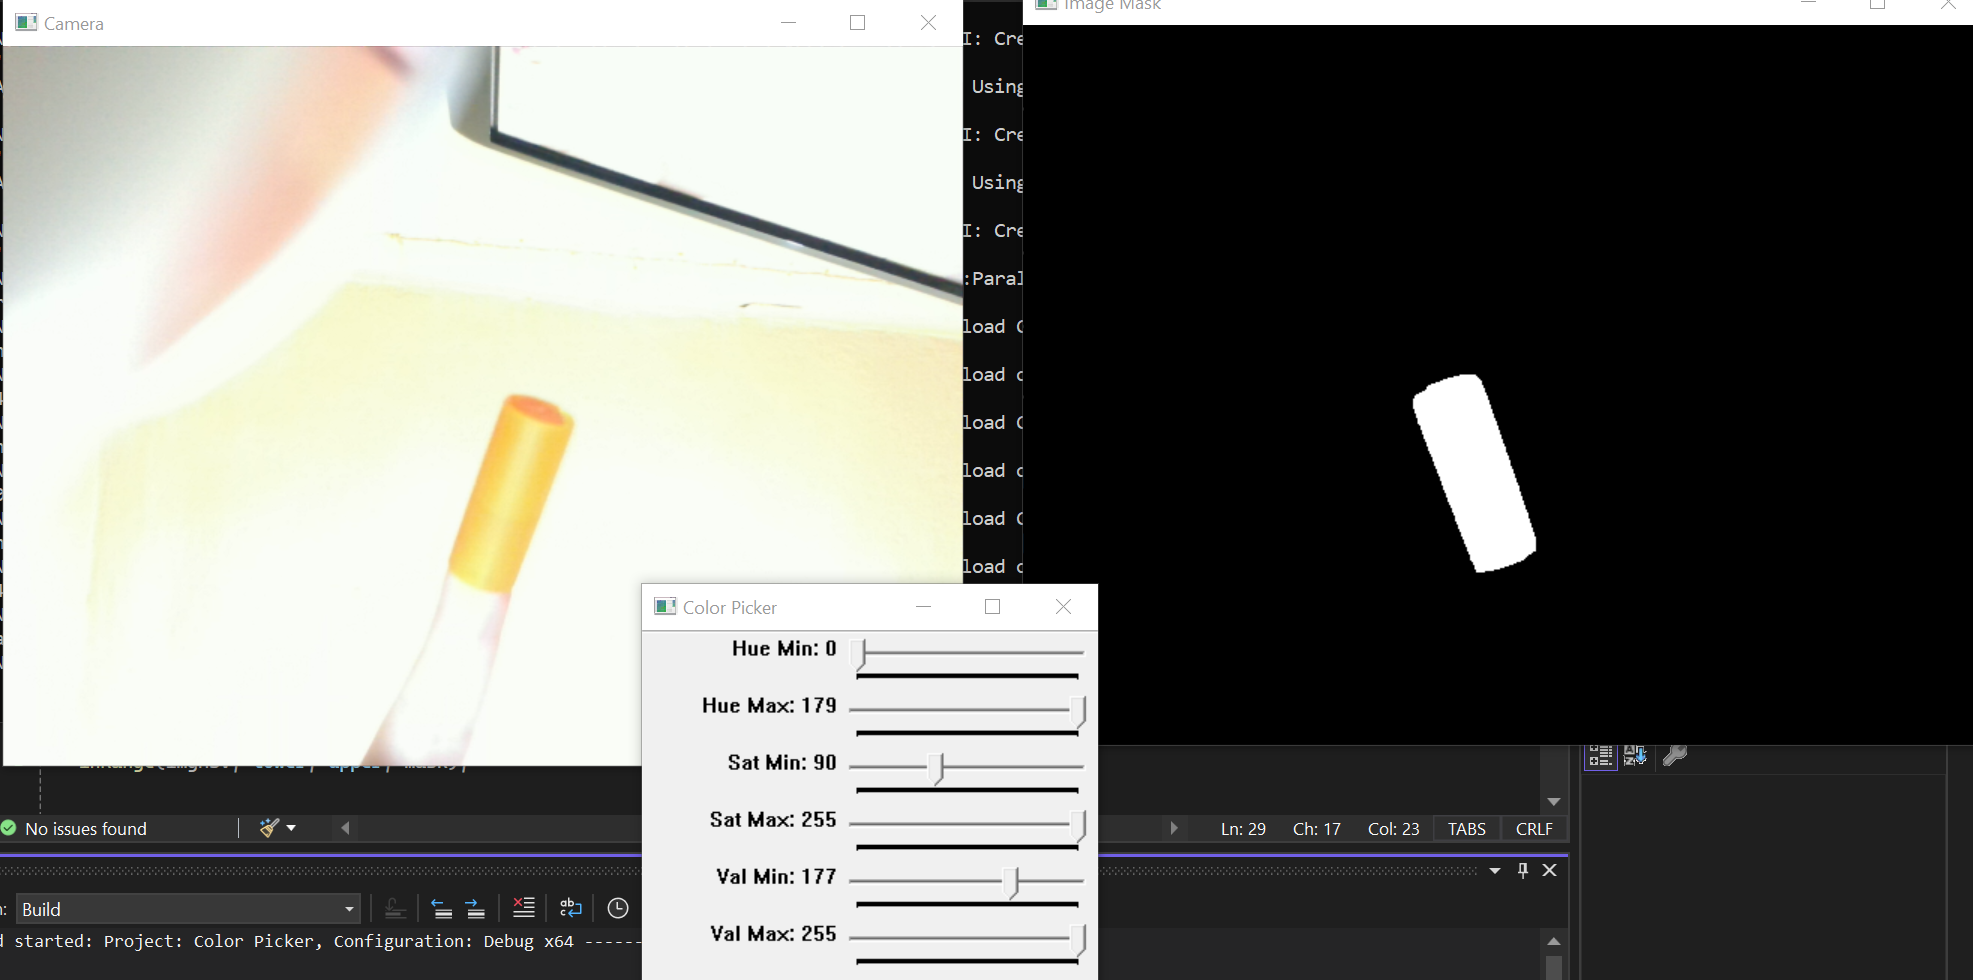 Camera
Image Mask
I: Cre
Using
I: Cre
Using
I: Cre
:Paral
load
load
load
load
load
load
Color Picker
Hue Min: 0
Hue Max: 179
Sat Min: 90
Sat Max: 255
Val Min: 177
Val Max: 255
No issues found
Ln: 29 Ch: 17 Col: 23 TABS CRLF
Build
started: Project: Color Picker, Configuration: Debug x64 ------